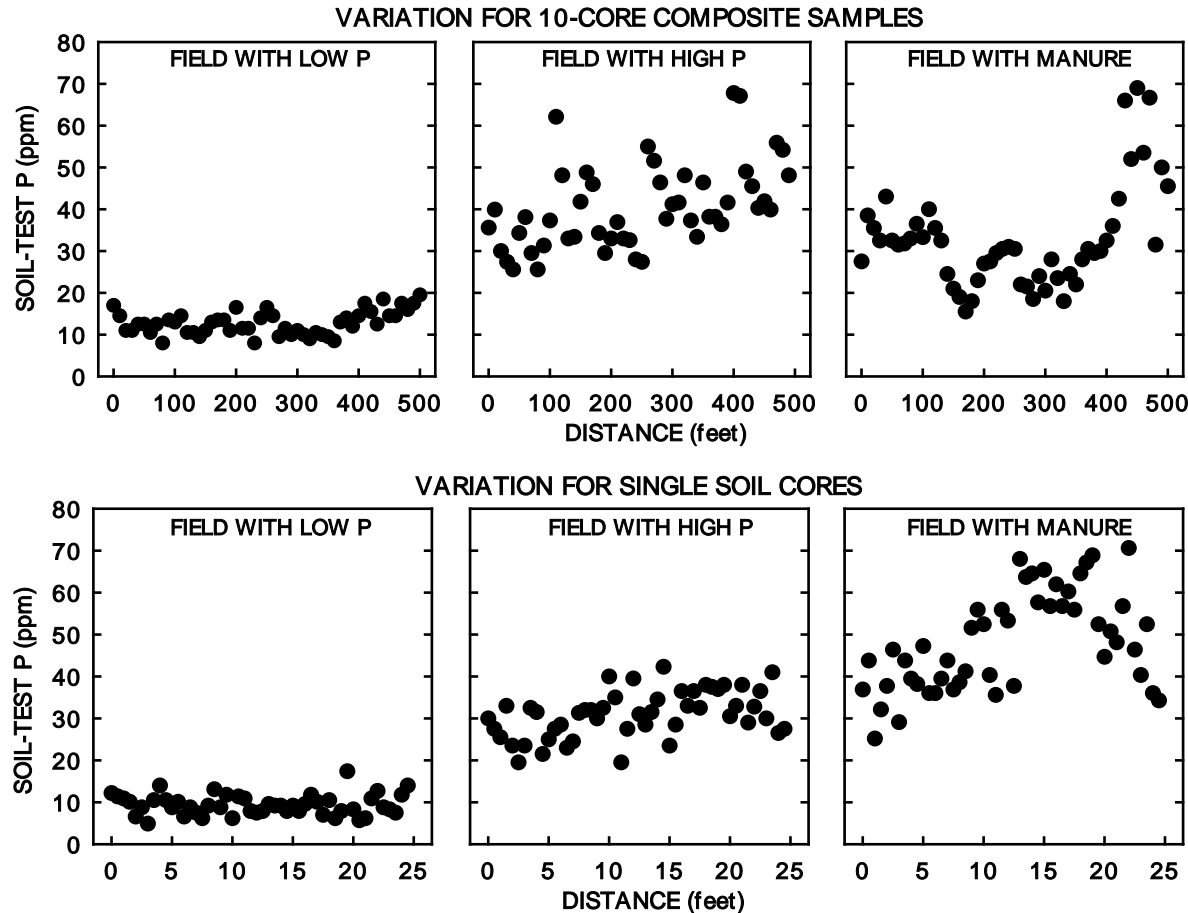 VARIATION FOR 10-CORE COMPOSITE SAMPLES
FIELD WITH LOW P
FIELD WITH HIGH P
FIELD WITH MANURE
SOIL-TEST P (ppm)
80
70
60
50
40
30
20
10
0
0 100 200 300 400 500
0 100 200 300 400 500
0 100 200 300 400 500
DISTANCE (feet)
VARIATION FOR SINGLE SOIL CORES
FIELD WITH LOW P
FIELD WITH HIGH P
FIELD WITH MANURE
SOIL-TEST P (ppm)
80
70
60
50
40
30
20
10
0
0 5 10 15 20 25
0 5 10 15 20 25
0 5 10 15 20 25
DISTANCE (feet)